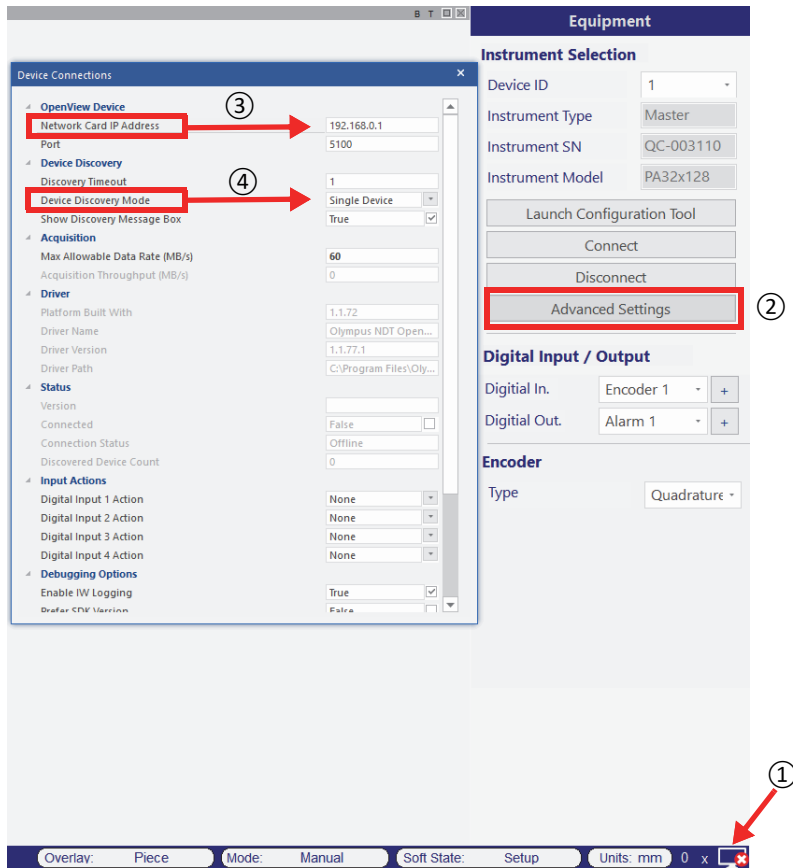 B T
Equipment
Instrument Selection
Device ID 1
Instrument Type Master
Instrument SN QC-003110
Instrument Model PA32x128
Launch Configuration Tool
Connect
Disconnect
Advanced Settings
②
Digital Input / Output
Digitial In. Encoder 1 +
Digitial Out. Alarm 1 +
Encoder
Type Quadrature
Device Connections ×
OpenView Device
③
Network Card IP Address 192.168.0.1
Port 5100
Device Discovery
Discovery Timeout 1
④
Device Discovery Mode Single Device
Show Discovery Message Box True
Acquisition
Max Allowable Data Rate (MB/s) 60
Acquisition Throughput (MB/s) 0
Driver
Platform Built With 1.1.72
Driver Name Olympus NDT Open...
Driver Version 1.1.77.1
Driver Path C:\Program Files\Oly...
Status
Version
Connected False
Connection Status Offline
Discovered Device Count 0
Input Actions
Digital Input 1 Action None
Digital Input 2 Action None
Digital Input 3 Action None
Digital Input 4 Action None
Debugging Options
Enable IW Logging True
Prefer SDK Version False
①
Overlay: Piece Mode: Manual Soft State: Setup Units: mm 0 x